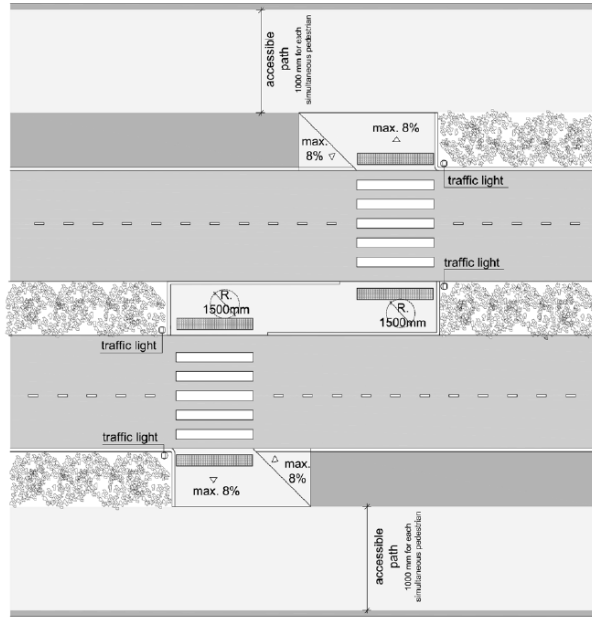 accessible
path
1000 mm for each
simultaneous pedestrian
max.
8%
max. 8%
traffic light
traffic light
R.
1500mm
R.
1500mm
traffic light
traffic light
max.
8%
max. 8%
accessible
path
1000 mm for each
simultaneous pedestrian